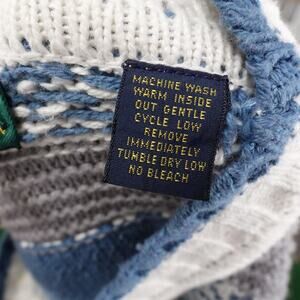 MACHINE WASH
WARM INSIDE
OUT GENTLE
CYCLE LOW
REMOVE
IMMEDIATELY
TUMBLE DRY LOW
NO BLEACH